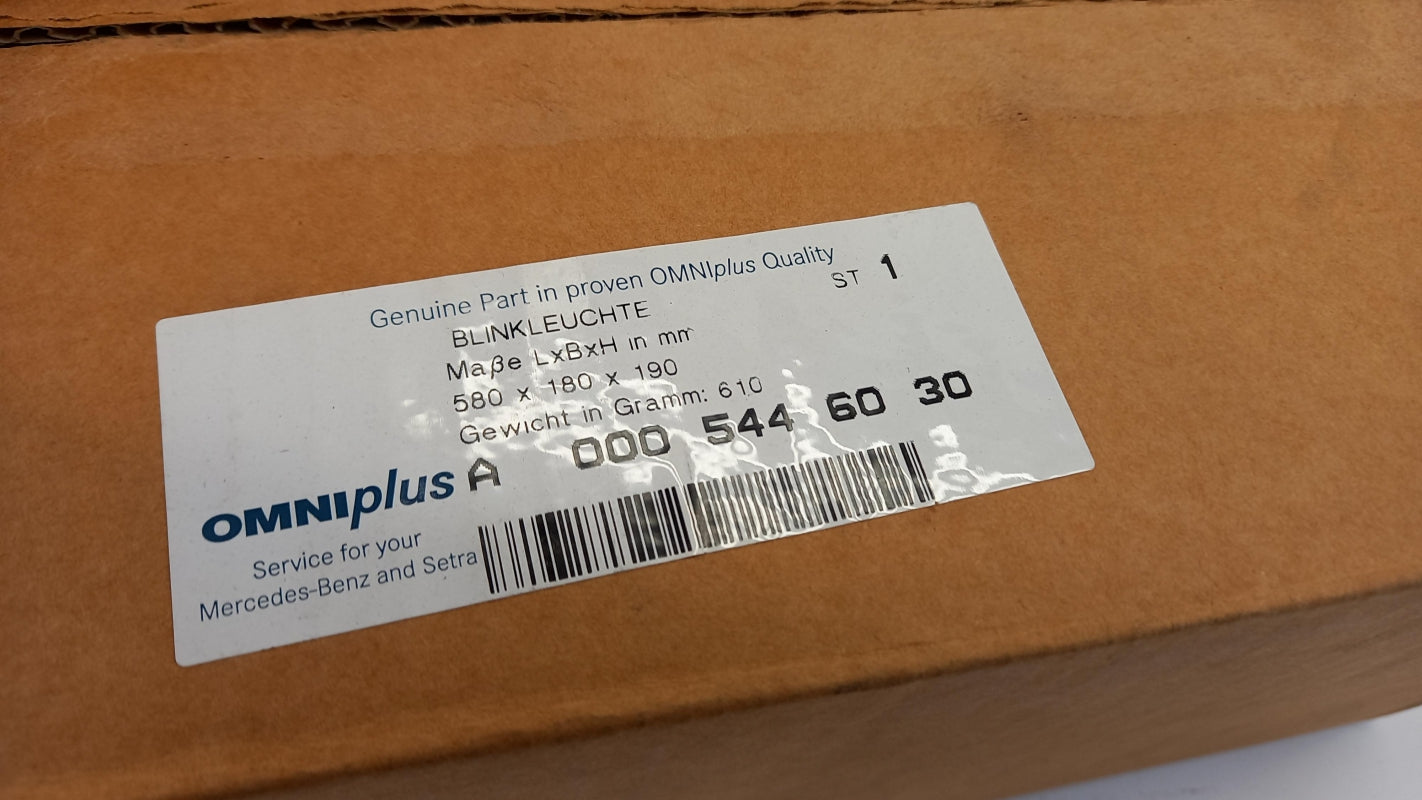 Genuine Part in proven OMNIplus Quality
ST 1
BLINKLEUCHTE
Maße LxBxH in mm
580 x 180 x 190
Gewicht in Gramm: 610
A 000 544 60 30
OMNIplus
Service for your
Mercedes-Benz and Setra